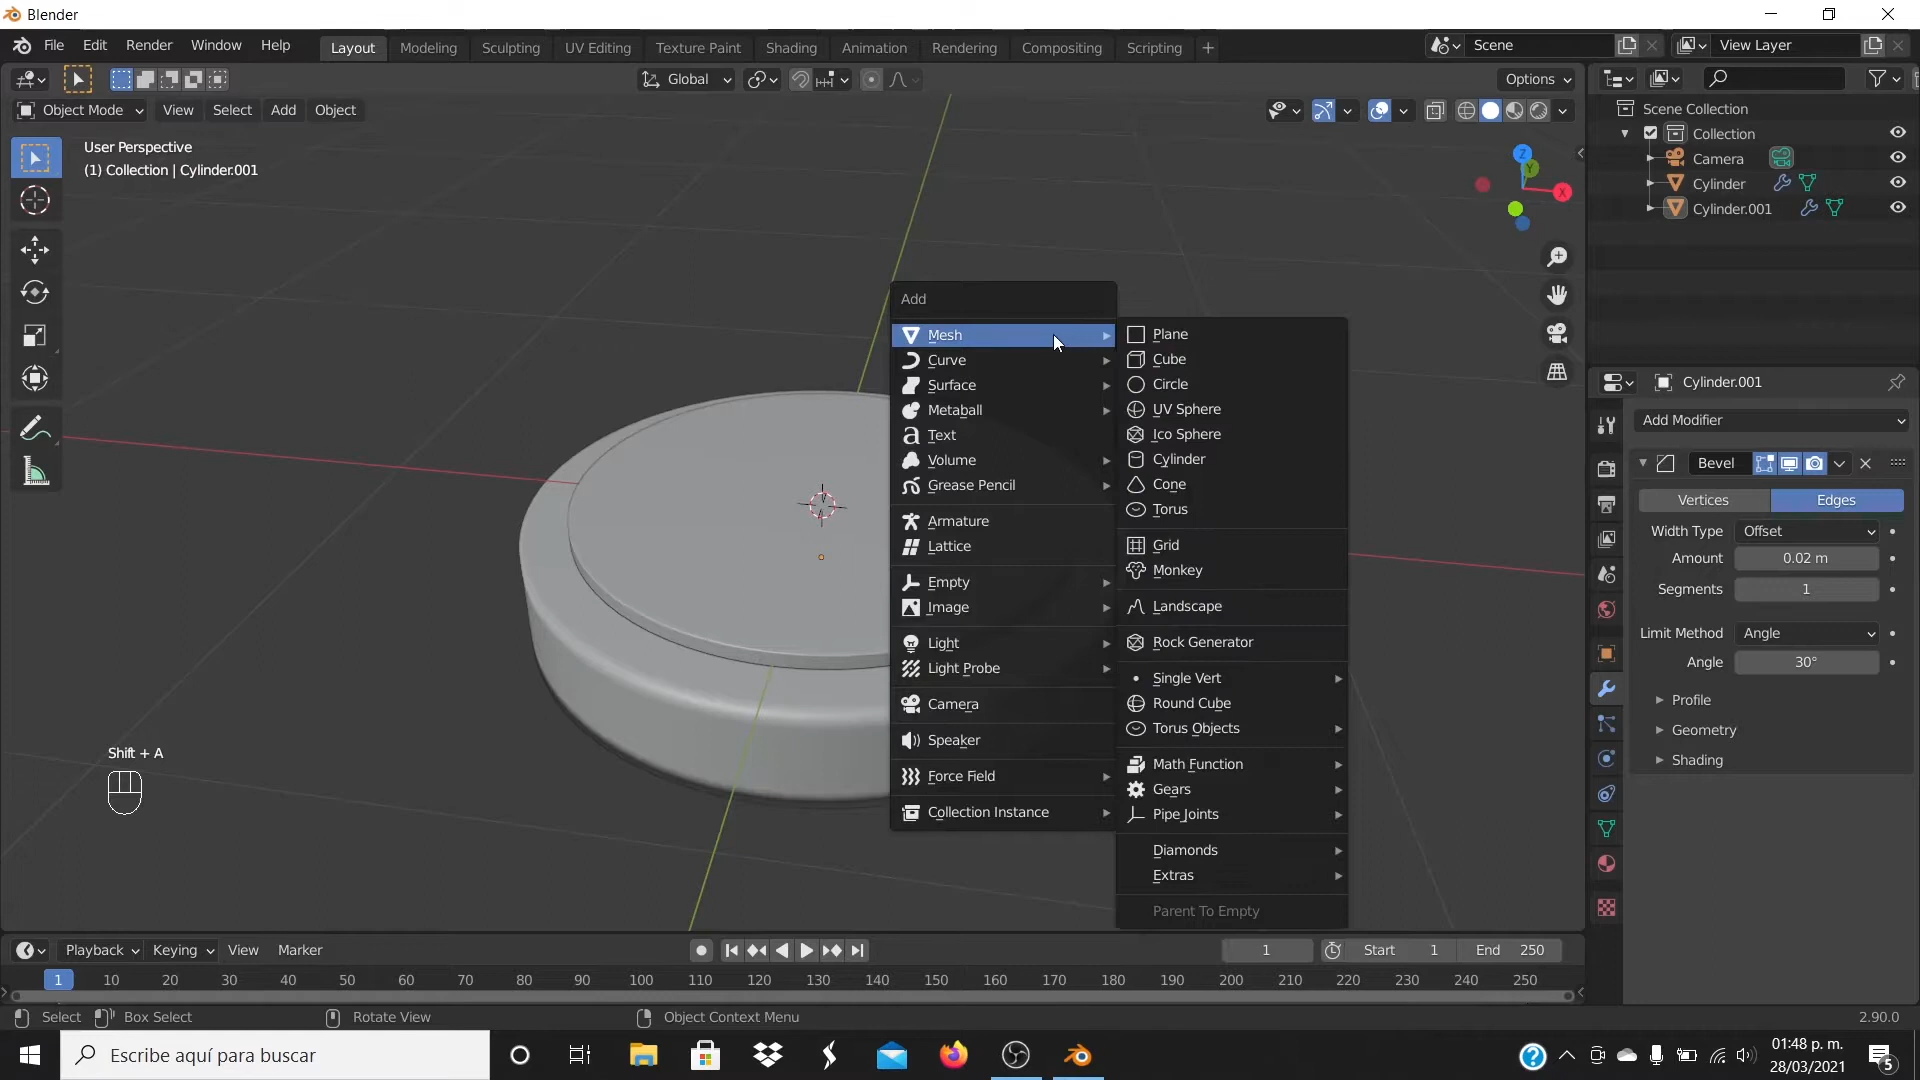 Blender
File Edit Render Window Help Layout Modeling Sculpting UV Editing Texture Paint Shading Animation Rendering Compositing Scripting + Scene View Layer
Global Options
Object Mode View Select Add Object
User Perspective
(1) Collection | Cylinder.001
Z
Y
X
Scene Collection
Collection
Camera
Cylinder
Cylinder.001
Add
Mesh
Curve
Surface
Metaball
Text
Volume
Grease Pencil
Armature
Lattice
Empty
Image
Light
Light Probe
Camera
Speaker
Force Field
Collection Instance
Plane
Cube
Circle
UV Sphere
Ico Sphere
Cylinder
Cone
Torus
Grid
Monkey
Landscape
Rock Generator
Single Vert
Round Cube
Torus Objects
Math Function
Gears
Pipe Joints
Diamonds
Extras
Parent To Empty
Cylinder.001
Add Modifier
Bevel
Vertices Edges
Width Type Offset
Amount 0.02 m
Segments 1
Limit Method Angle
Angle 30°
Profile
Geometry
Shading
Shift + A
Playback Keying View Marker 1 Start 1 End 250
1 10 20 30 40 50 60 70 80 90 100 110 120 130 140 150 160 170 180 190 200 210 220 230 240 250
Select Box Select Rotate View Object Context Menu 2.90.0
Escribe aquí para buscar
01:48 p. m.
28/03/2021
5